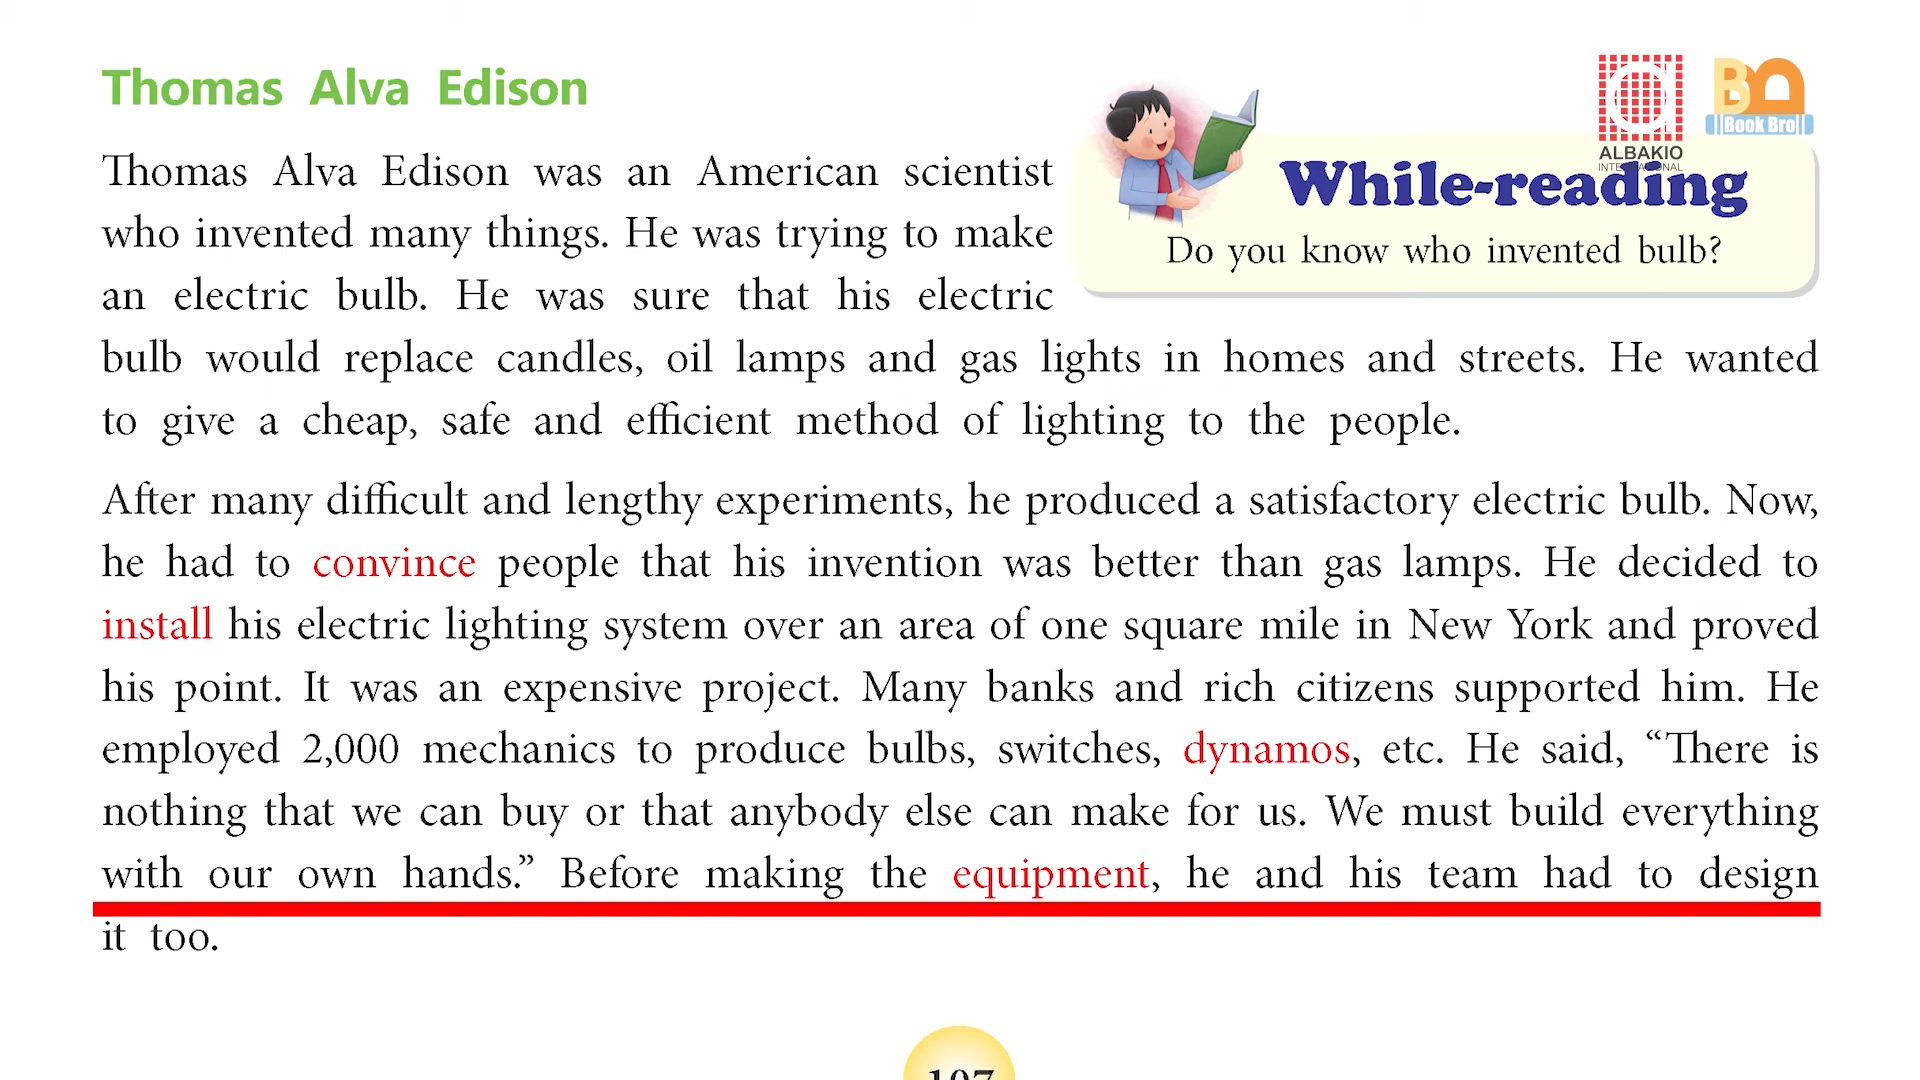 Thomas Alva Edison
ALBAKIO
INTERNATIONAL
Book Bro
While-reading
Do you know who invented bulb?
Thomas Alva Edison was an American scientist
who invented many things. He was trying to make
an electric bulb. He was sure that his electric
bulb would replace candles, oil lamps and gas lights in homes and streets. He wanted
to give a cheap, safe and efficient method of lighting to the people.
After many difficult and lengthy experiments, he produced a satisfactory electric bulb. Now,
he had to convince people that his invention was better than gas lamps. He decided to
install his electric lighting system over an area of one square mile in New York and proved
his point. It was an expensive project. Many banks and rich citizens supported him. He
employed 2,000 mechanics to produce bulbs, switches, dynamos, etc. He said, “There is
nothing that we can buy or that anybody else can make for us. We must build everything
with our own hands.” Before making the equipment, he and his team had to design
it too.
107